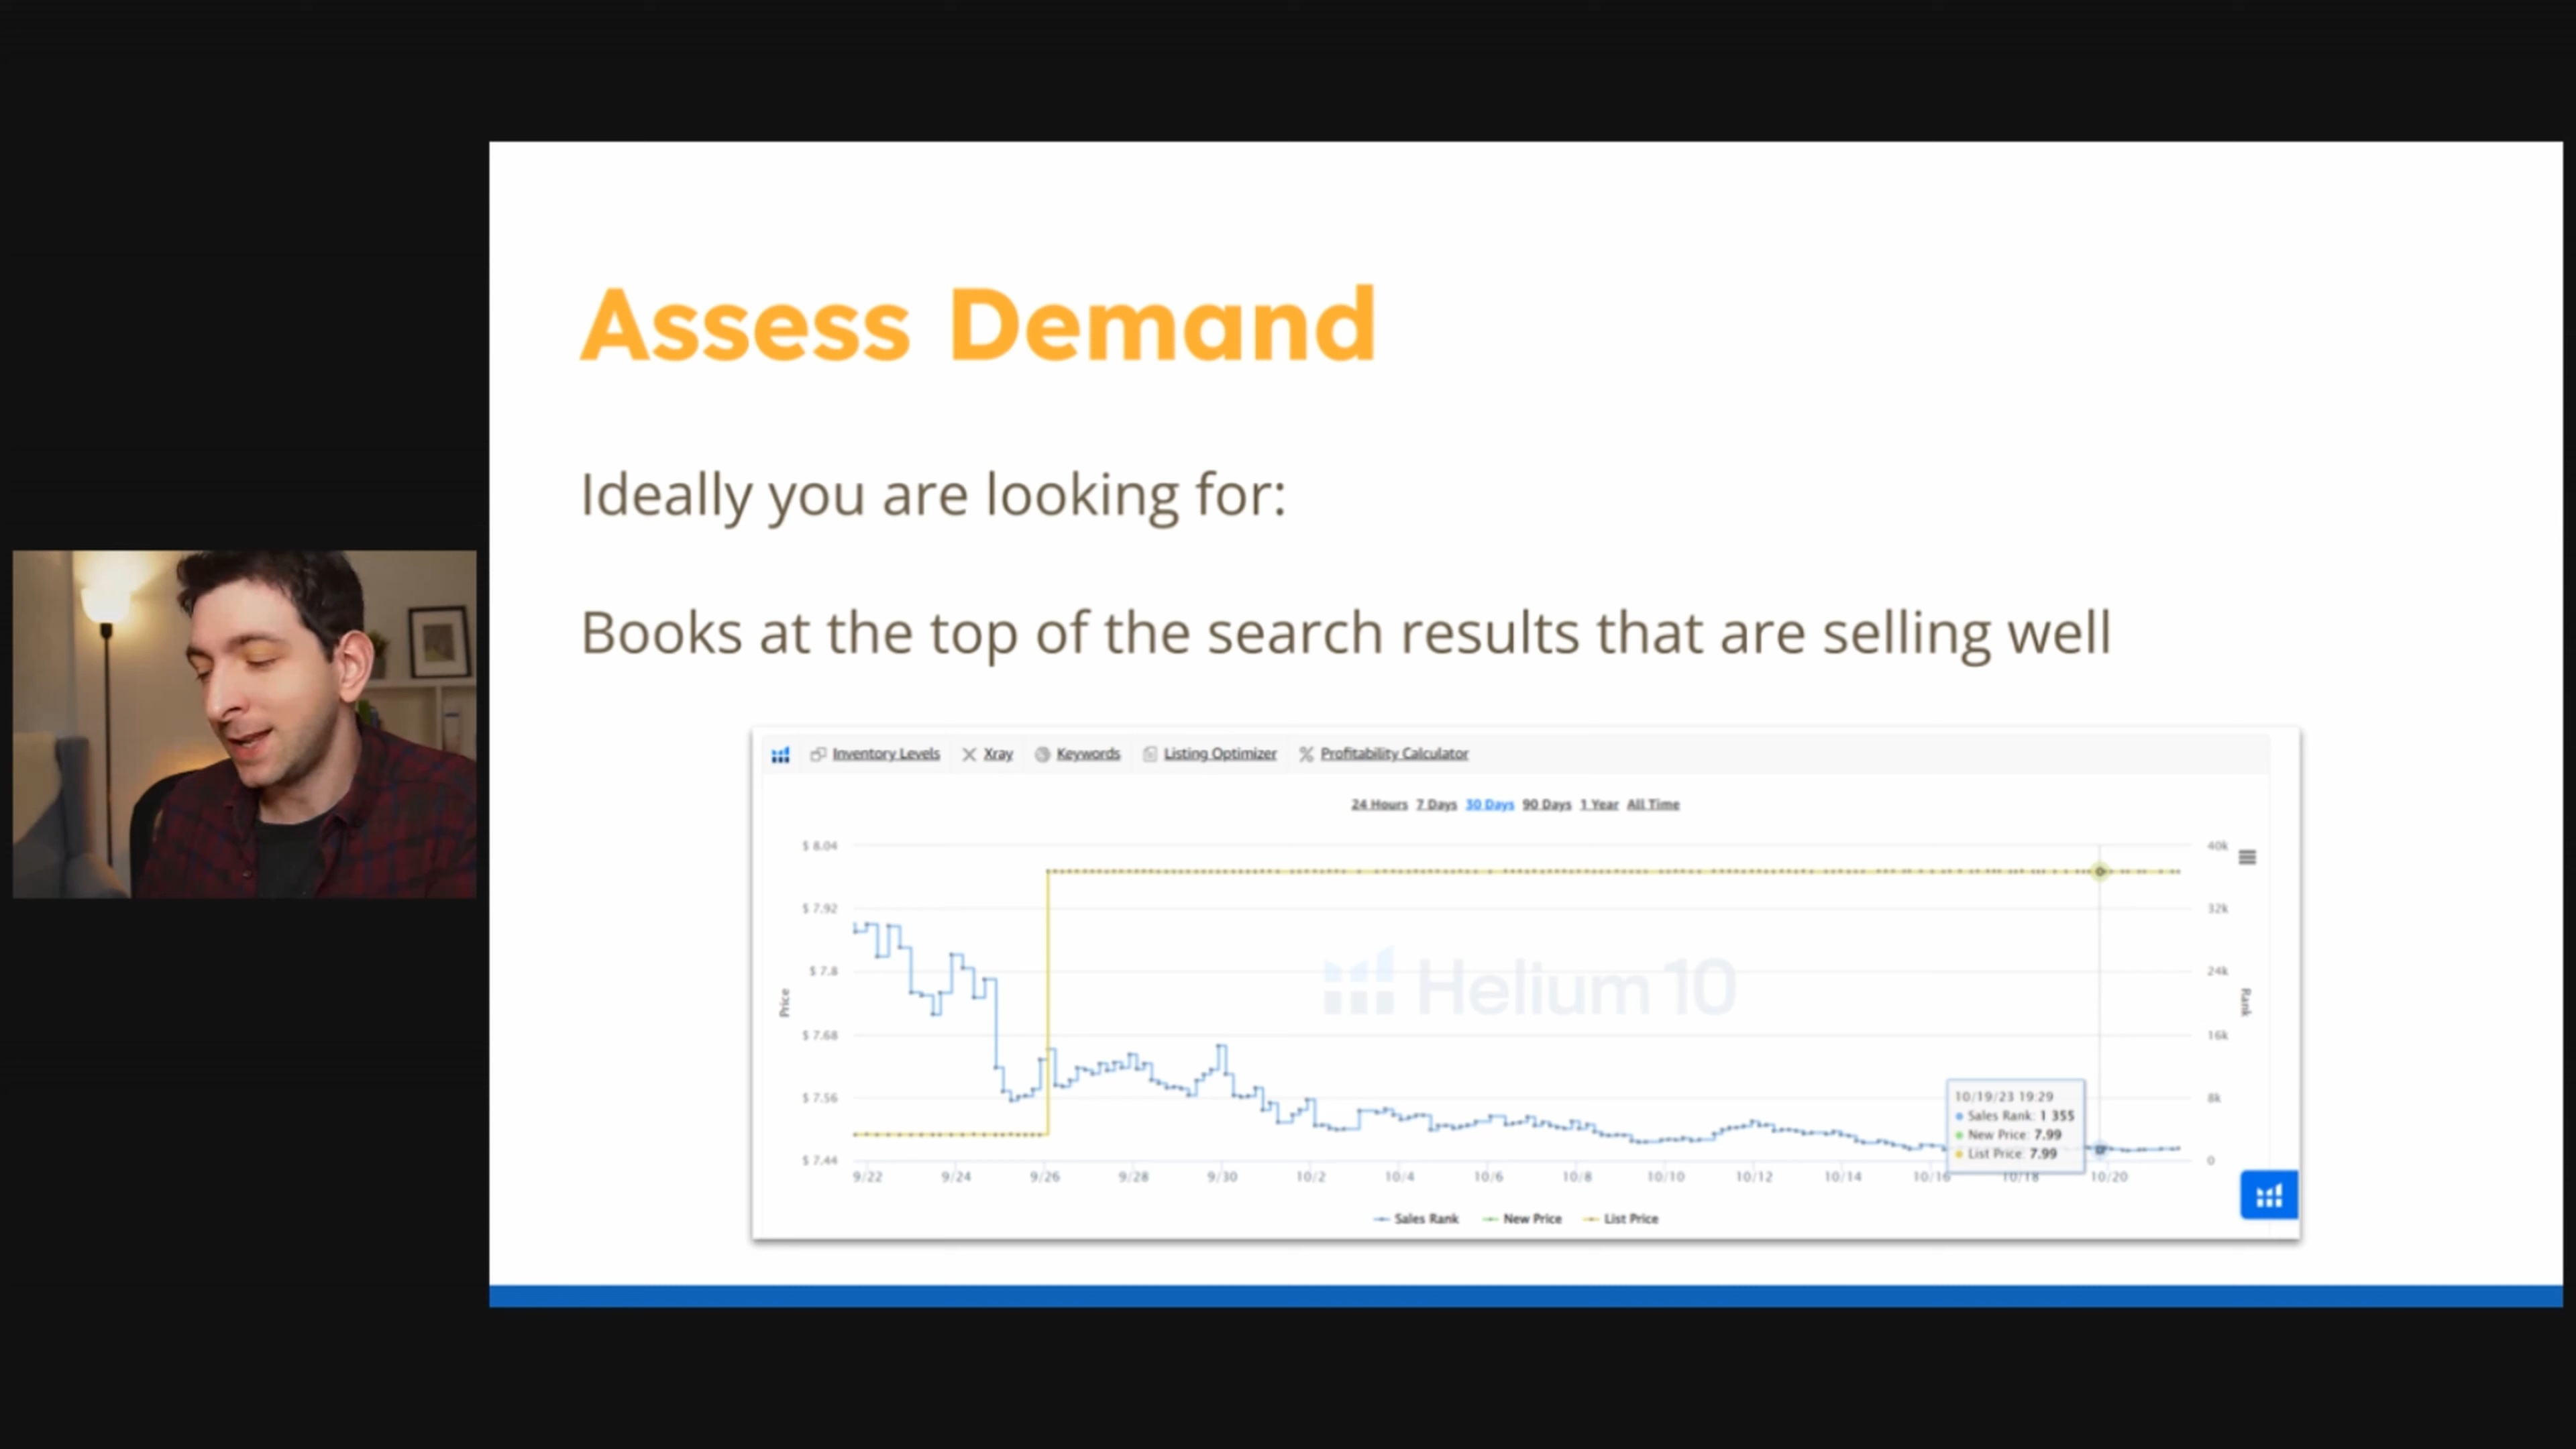 Assess Demand
Ideally you are looking for:
Books at the top of the search results that are selling well
Inventory Levels Xray Keywords Listing Optimizer Profitability Calculator
24 Hours 7 Days 30 Days 90 Days 1 Year All Time
$ 8.04 40k
$ 7.92 32k
$ 7.8 24k
Helium 10
Price Rank
$ 7.68 16k
$ 7.56 8k
10/19/23 19:29
Sales Rank: 1 355
New Price: 7.99
List Price: 7.99
$ 7.44 0
9/22 9/24 9/26 9/28 9/30 10/2 10/4 10/6 10/8 10/10 10/12 10/14 10/16 10/18 10/20
Sales Rank New Price List Price